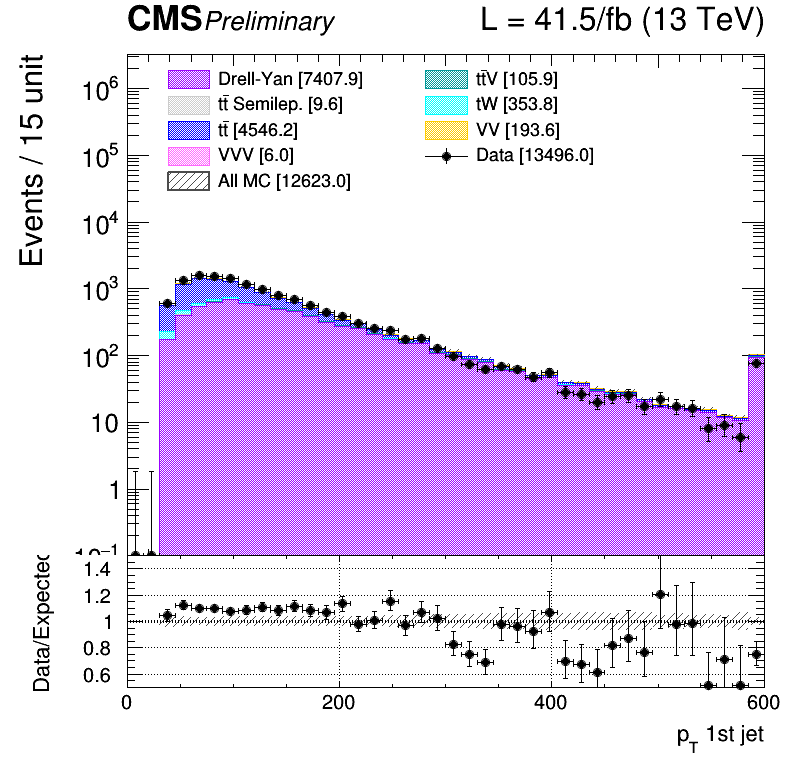 CMS Preliminary L = 41.5/fb (13 TeV)
Events / 15 unit
10⁶
10⁵
10⁴
10³
10²
10
1
10⁻¹
Drell-Yan [7407.9]
tt̄ Semilep. [9.6]
tt̄ [4546.2]
VVV [6.0]
All MC [12623.0]
tt̄V [105.9]
tW [353.8]
VV [193.6]
Data [13496.0]
Data/Expected
1.4
1.2
1
0.8
0.6
0 200 400 600
p_T 1st jet